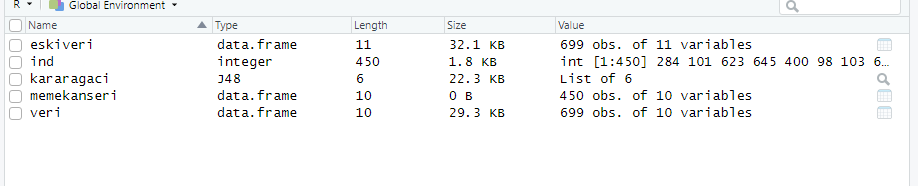 R Global Environment
Name Type Length Size Value
eskiveri data.frame 11 32.1 KB 699 obs. of 11 variables
ind integer 450 1.8 KB int [1:450] 284 101 623 645 400 98 103 6…
kararagaci J48 6 22.3 KB List of 6
memekanseri data.frame 10 0 B 450 obs. of 10 variables
veri data.frame 10 29.3 KB 699 obs. of 10 variables